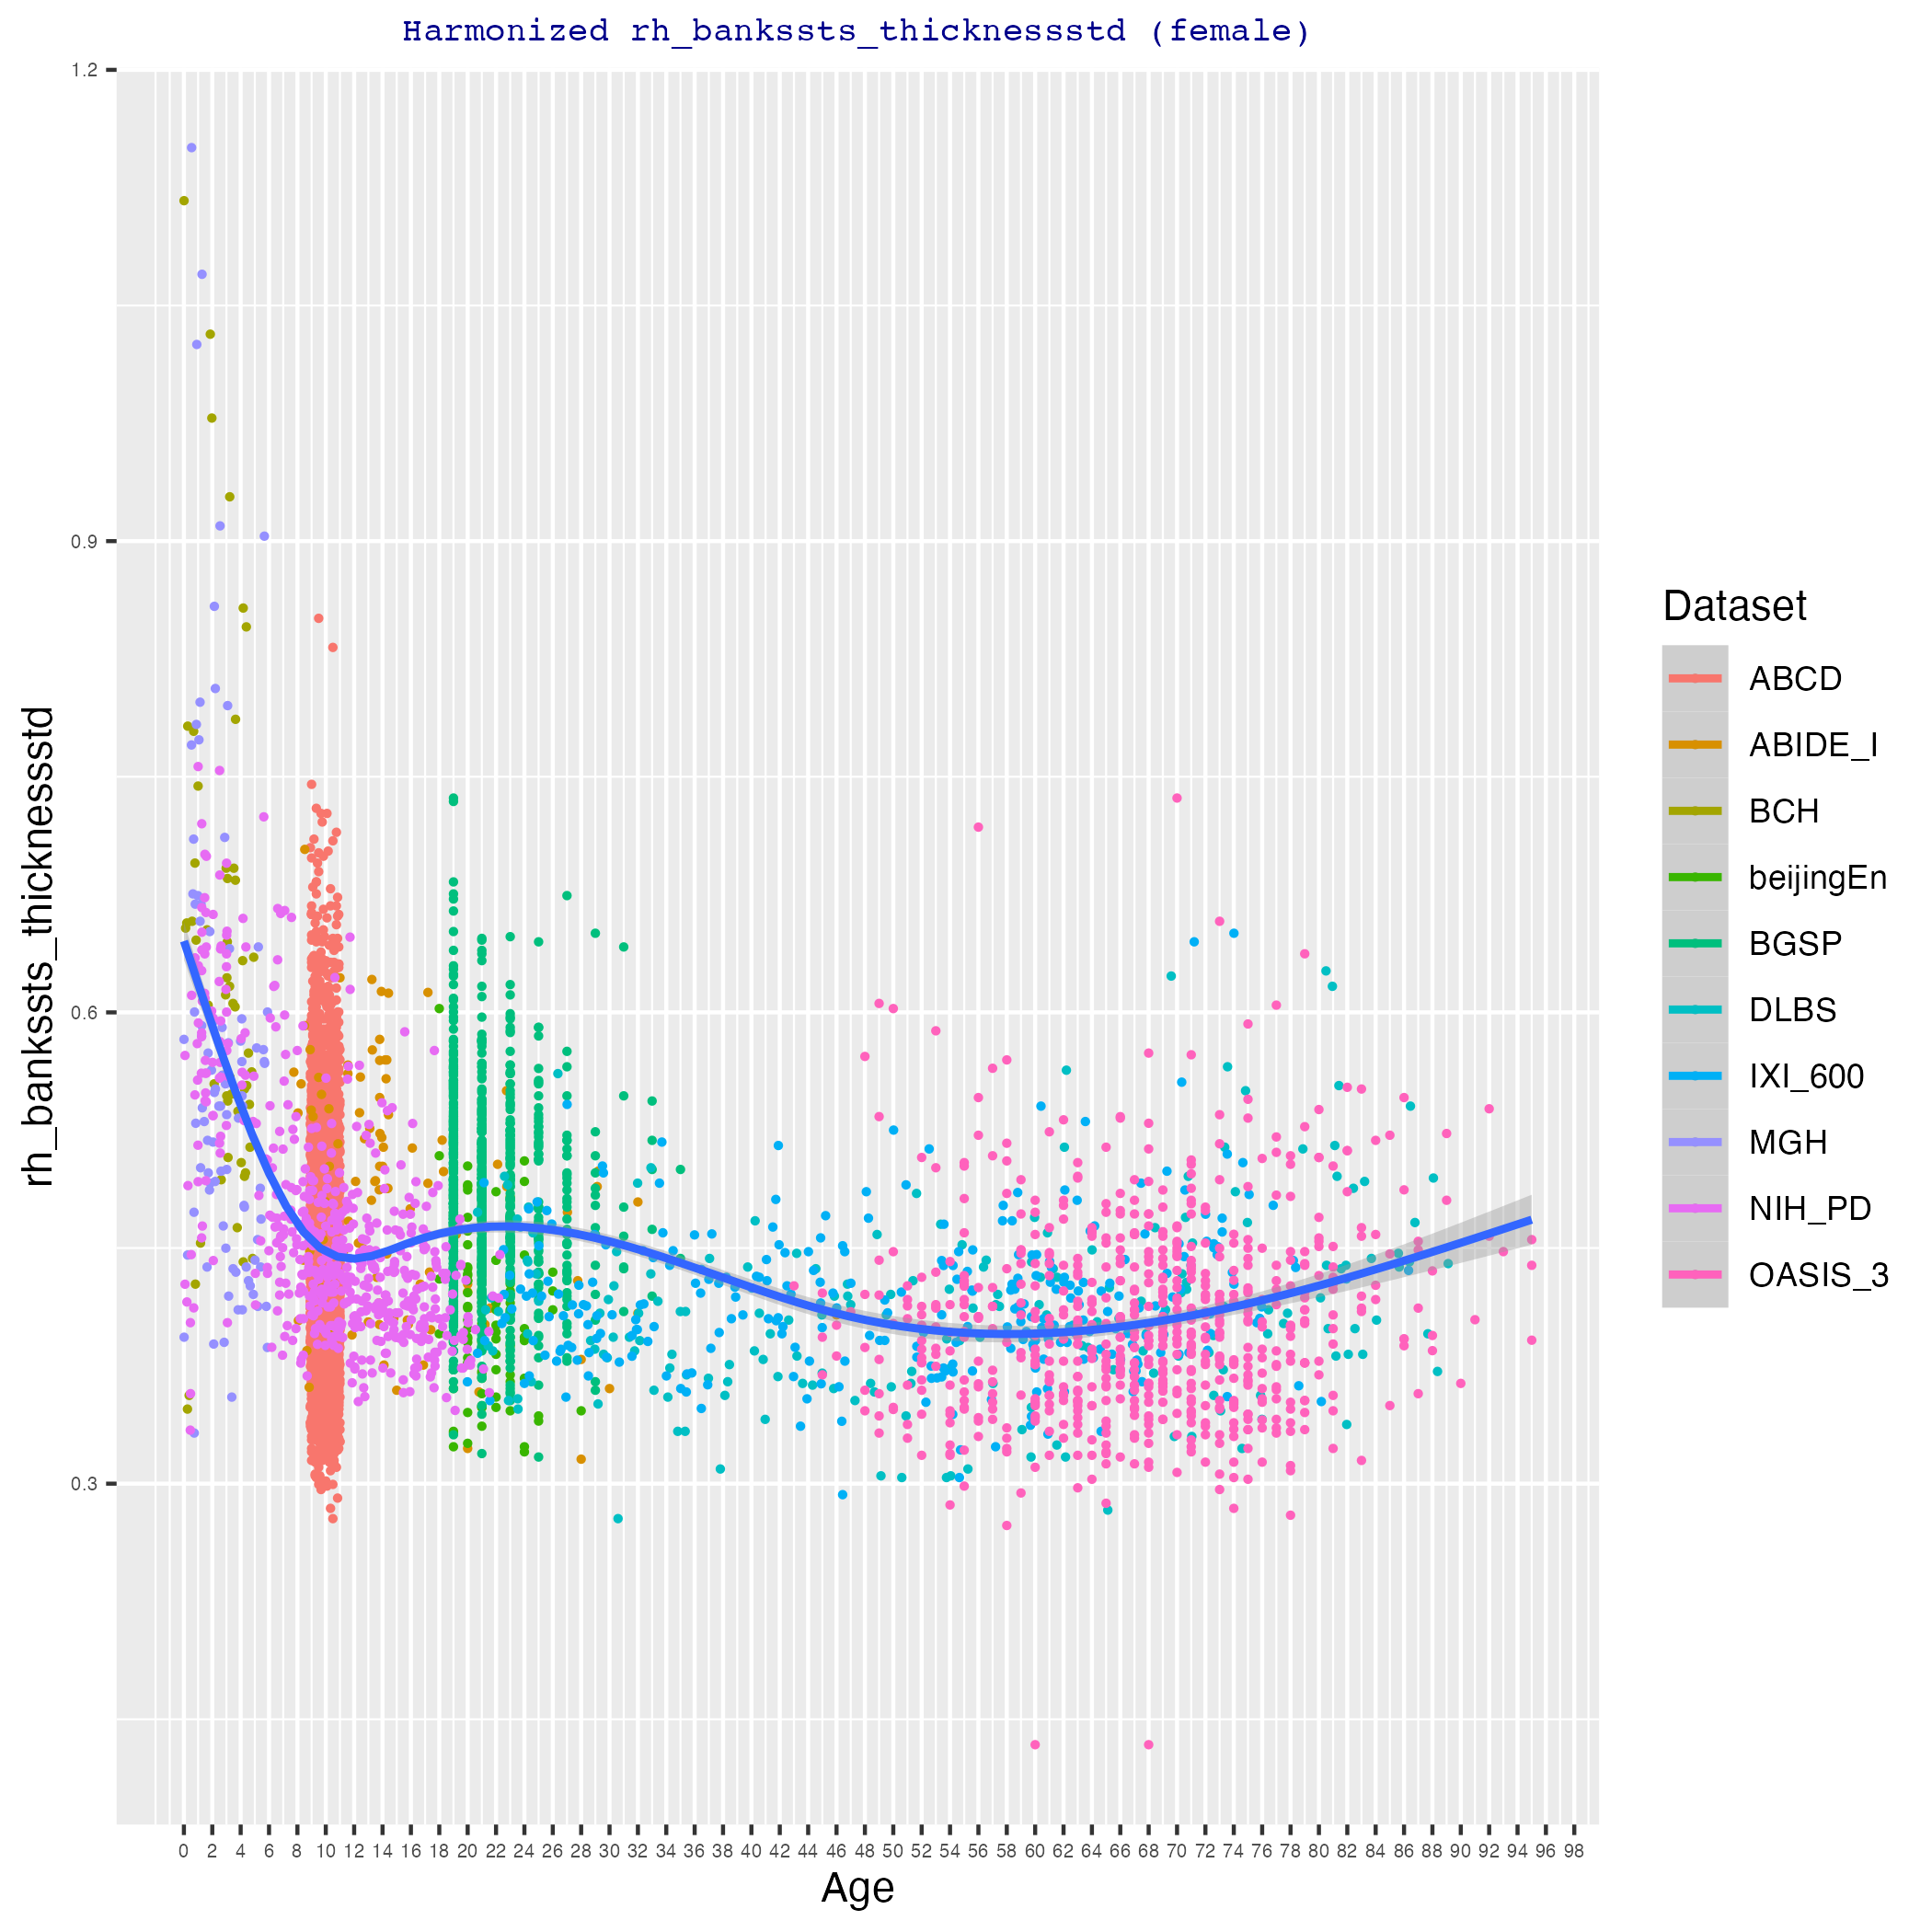 Harmonized rh_bankssts_thicknessstd (female)
rh_bankssts_thicknessstd
1.2
0.9
0.6
0.3
0 2 4 6 8 10 12 14 16 18 20 22 24 26 28 30 32 34 36 38 40 42 44 46 48 50 52 54 56 58 60 62 64 66 68 70 72 74 76 78 80 82 84 86 88 90 92 94 96 98
Age
Dataset
ABCD
ABIDE_I
BCH
beijingEn
BGSP
DLBS
IXI_600
MGH
NIH_PD
OASIS_3